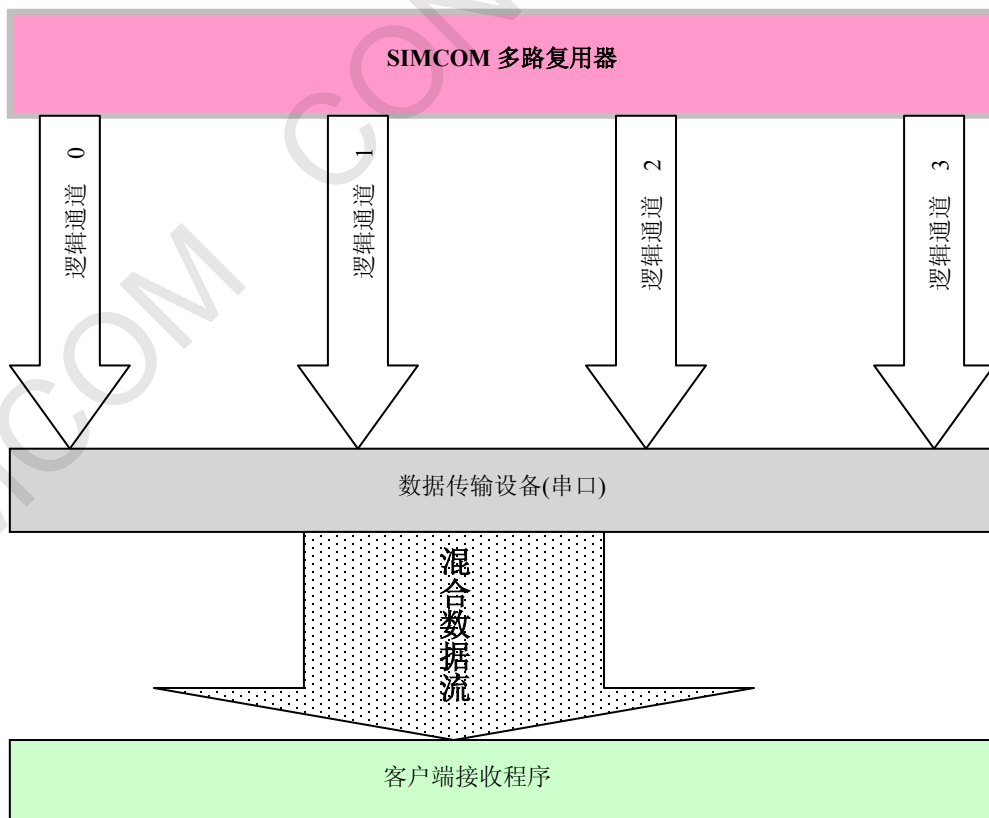 SIMCOM 多路复用器
逻辑通道 0
逻辑通道 1
逻辑通道 2
逻辑通道 3
数据传输设备(串口)
混合数据流
客户端接收程序